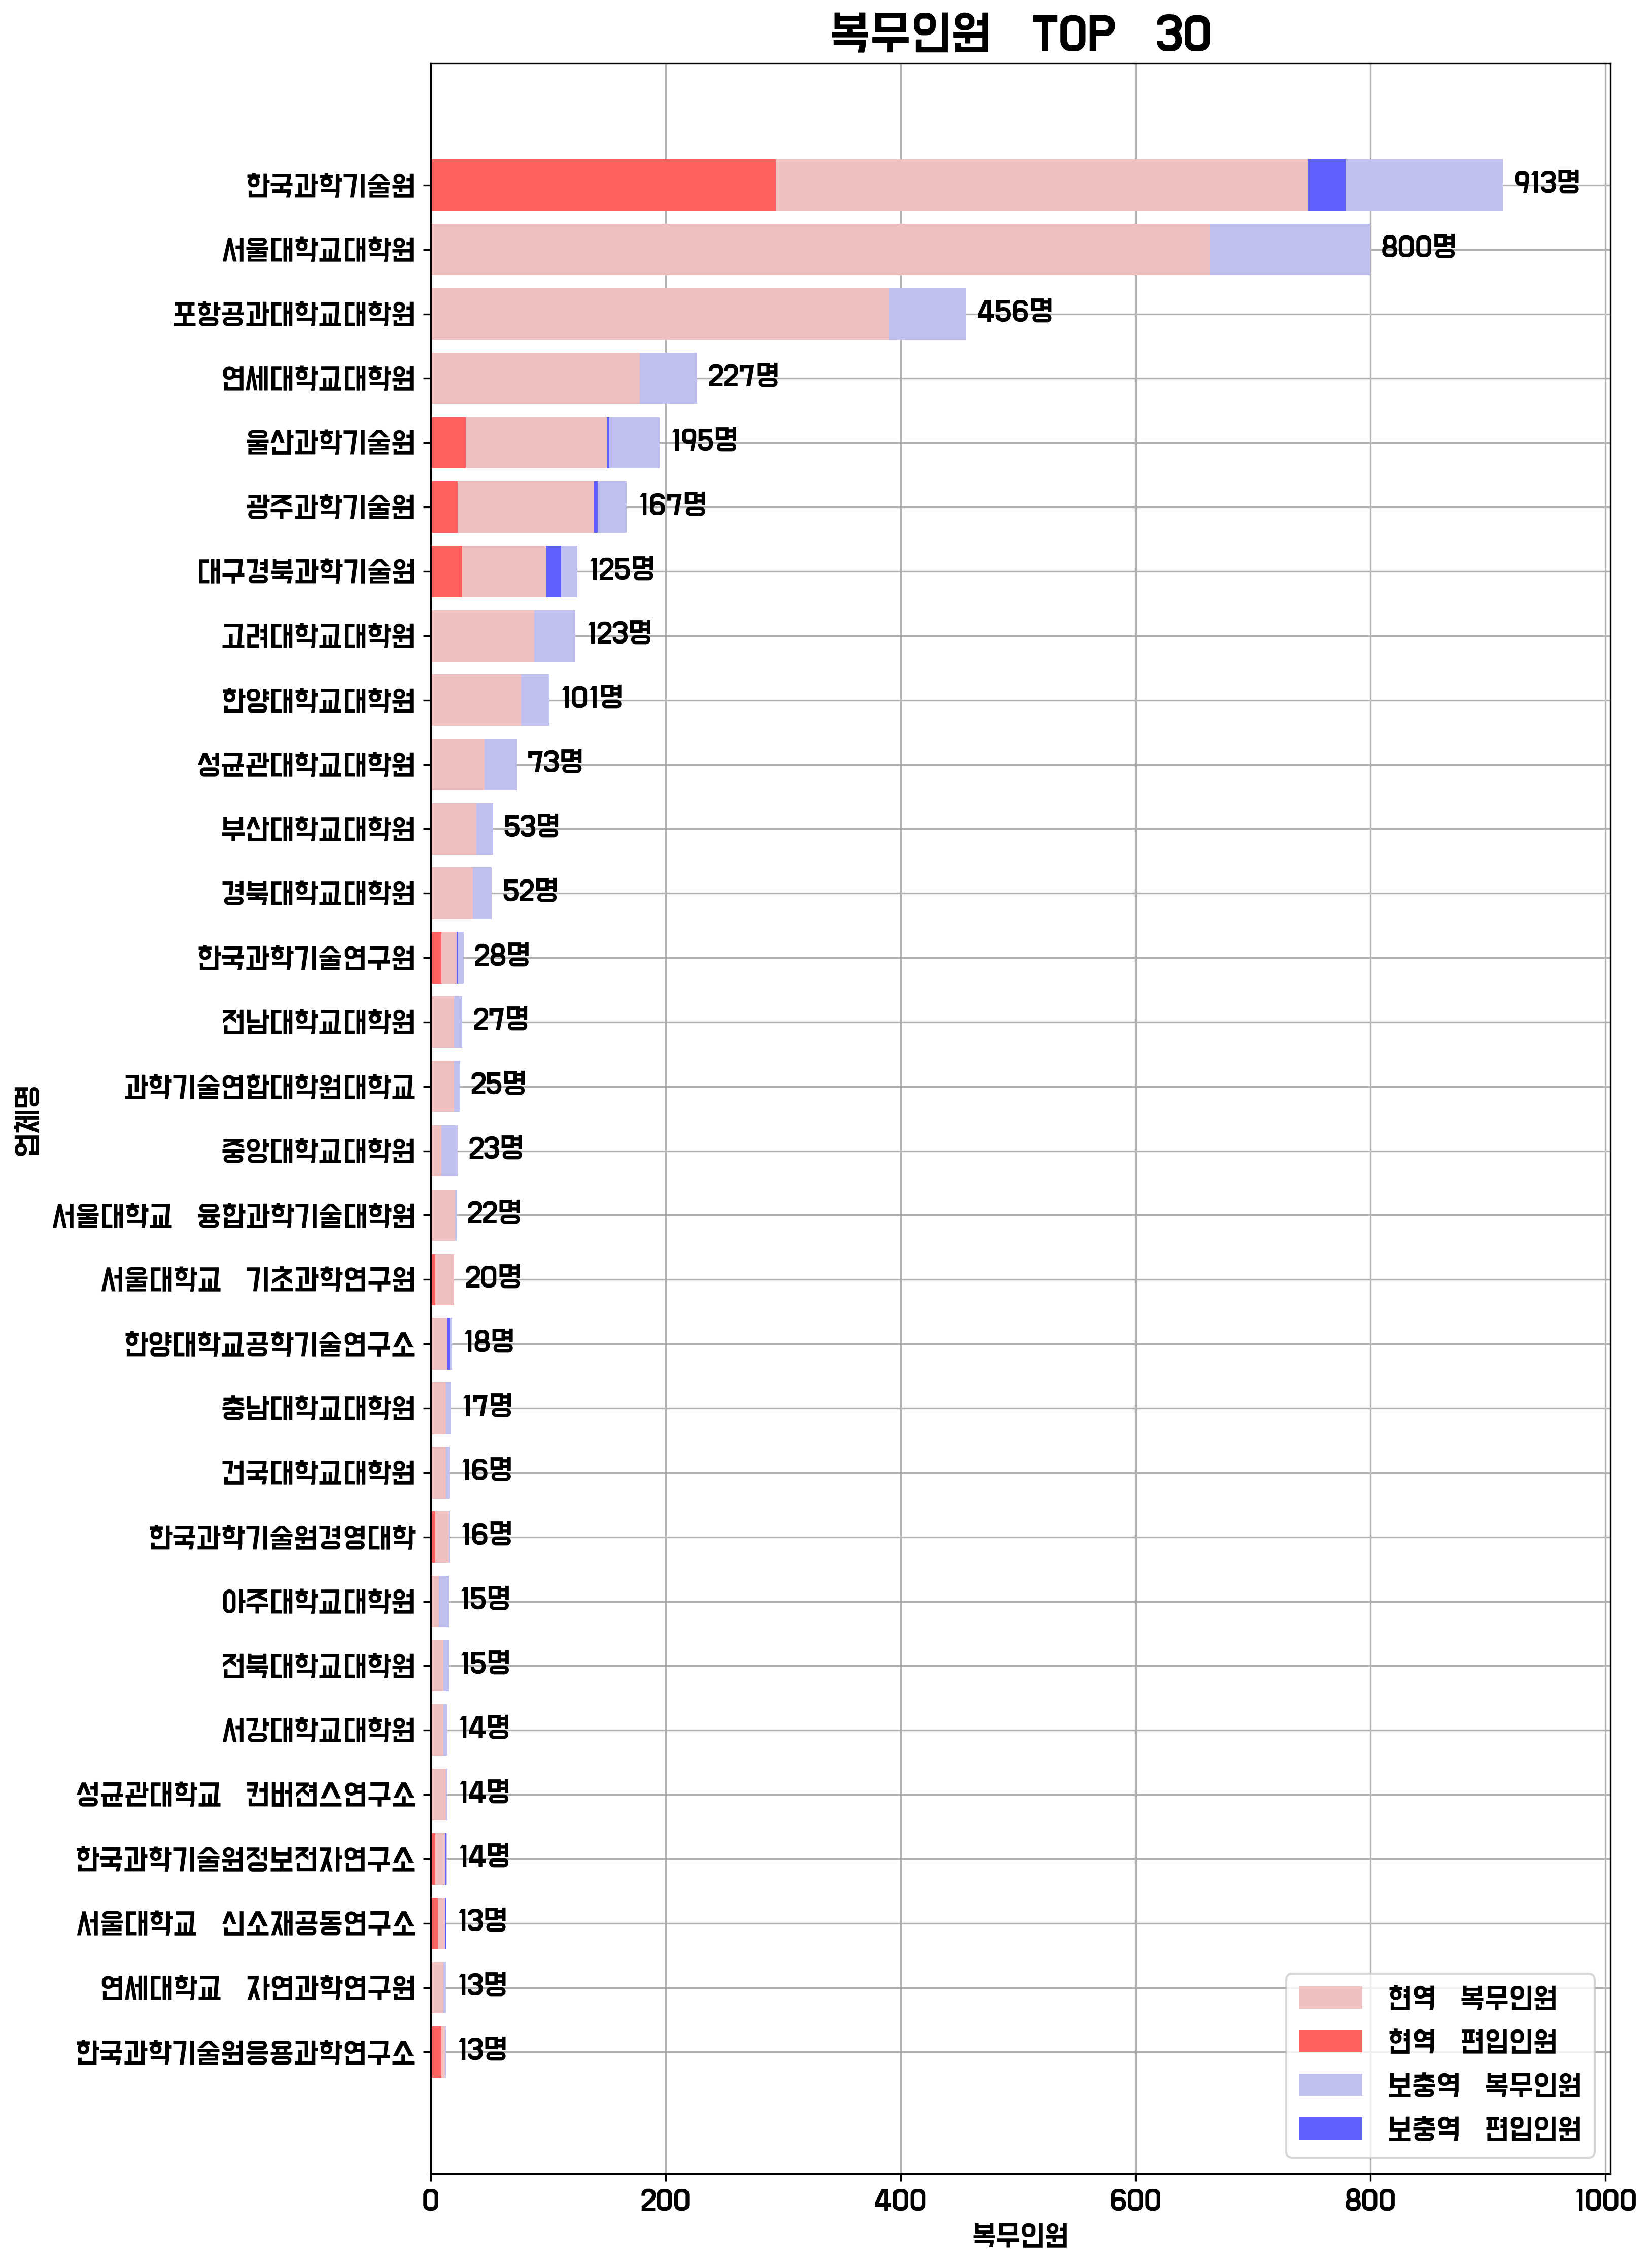 복무인원 TOP 30
한국과학기술원 913명
서울대학교대학원 800명
포항공과대학교대학원 456명
연세대학교대학원 227명
울산과학기술원 195명
광주과학기술원 167명
대구경북과학기술원 125명
고려대학교대학원 123명
한양대학교대학원 101명
성균관대학교대학원 73명
부산대학교대학원 53명
경북대학교대학원 52명
한국과학기술연구원 28명
전남대학교대학원 27명
과학기술연합대학원대학교 25명
중앙대학교대학원 23명
서울대학교 융합과학기술대학원 22명
서울대학교 기초과학연구원 20명
한양대학교공학기술연구소 18명
충남대학교대학원 17명
건국대학교대학원 16명
한국과학기술원경영대학 16명
아주대학교대학원 15명
전북대학교대학원 15명
서강대학교대학원 14명
성균관대학교 컨버젼스연구소 14명
한국과학기술원정보전자연구소 14명
서울대학교 신소재공동연구소 13명
연세대학교 자연과학연구원 13명
한국과학기술원응용과학연구소 13명
업체명
현역 복무인원
현역 편입인원
보충역 복무인원
보충역 편입인원
0 200 400 600 800 1000
복무인원